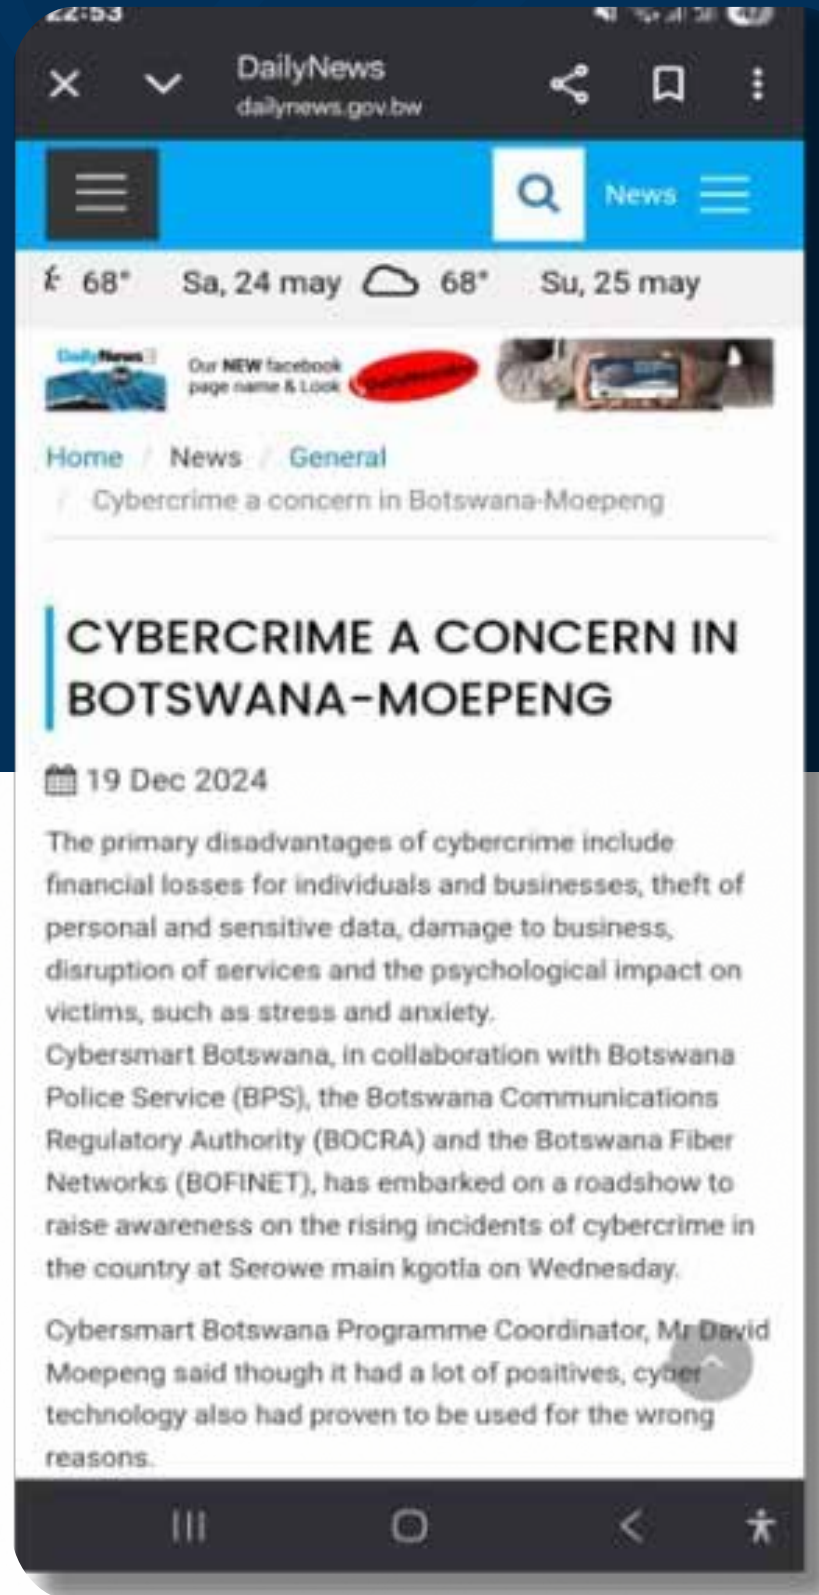 22:53
DailyNews
dailynews.gov.bw
News
68° Sa, 24 may 68° Su, 25 may
DailyNews
Our NEW facebook
page name & Look
Home / News / General
/ Cybercrime a concern in Botswana-Moepeng
CYBERCRIME A CONCERN IN
BOTSWANA-MOEPENG
19 Dec 2024
The primary disadvantages of cybercrime include
financial losses for individuals and businesses, theft of
personal and sensitive data, damage to business,
disruption of services and the psychological impact on
victims, such as stress and anxiety.
Cybersmart Botswana, in collaboration with Botswana
Police Service (BPS), the Botswana Communications
Regulatory Authority (BOCRA) and the Botswana Fiber
Networks (BOFINET), has embarked on a roadshow to
raise awareness on the rising incidents of cybercrime in
the country at Serowe main kgotla on Wednesday.
Cybersmart Botswana Programme Coordinator, Mr David
Moepeng said though it had a lot of positives, cyber
technology also had proven to be used for the wrong
reasons.